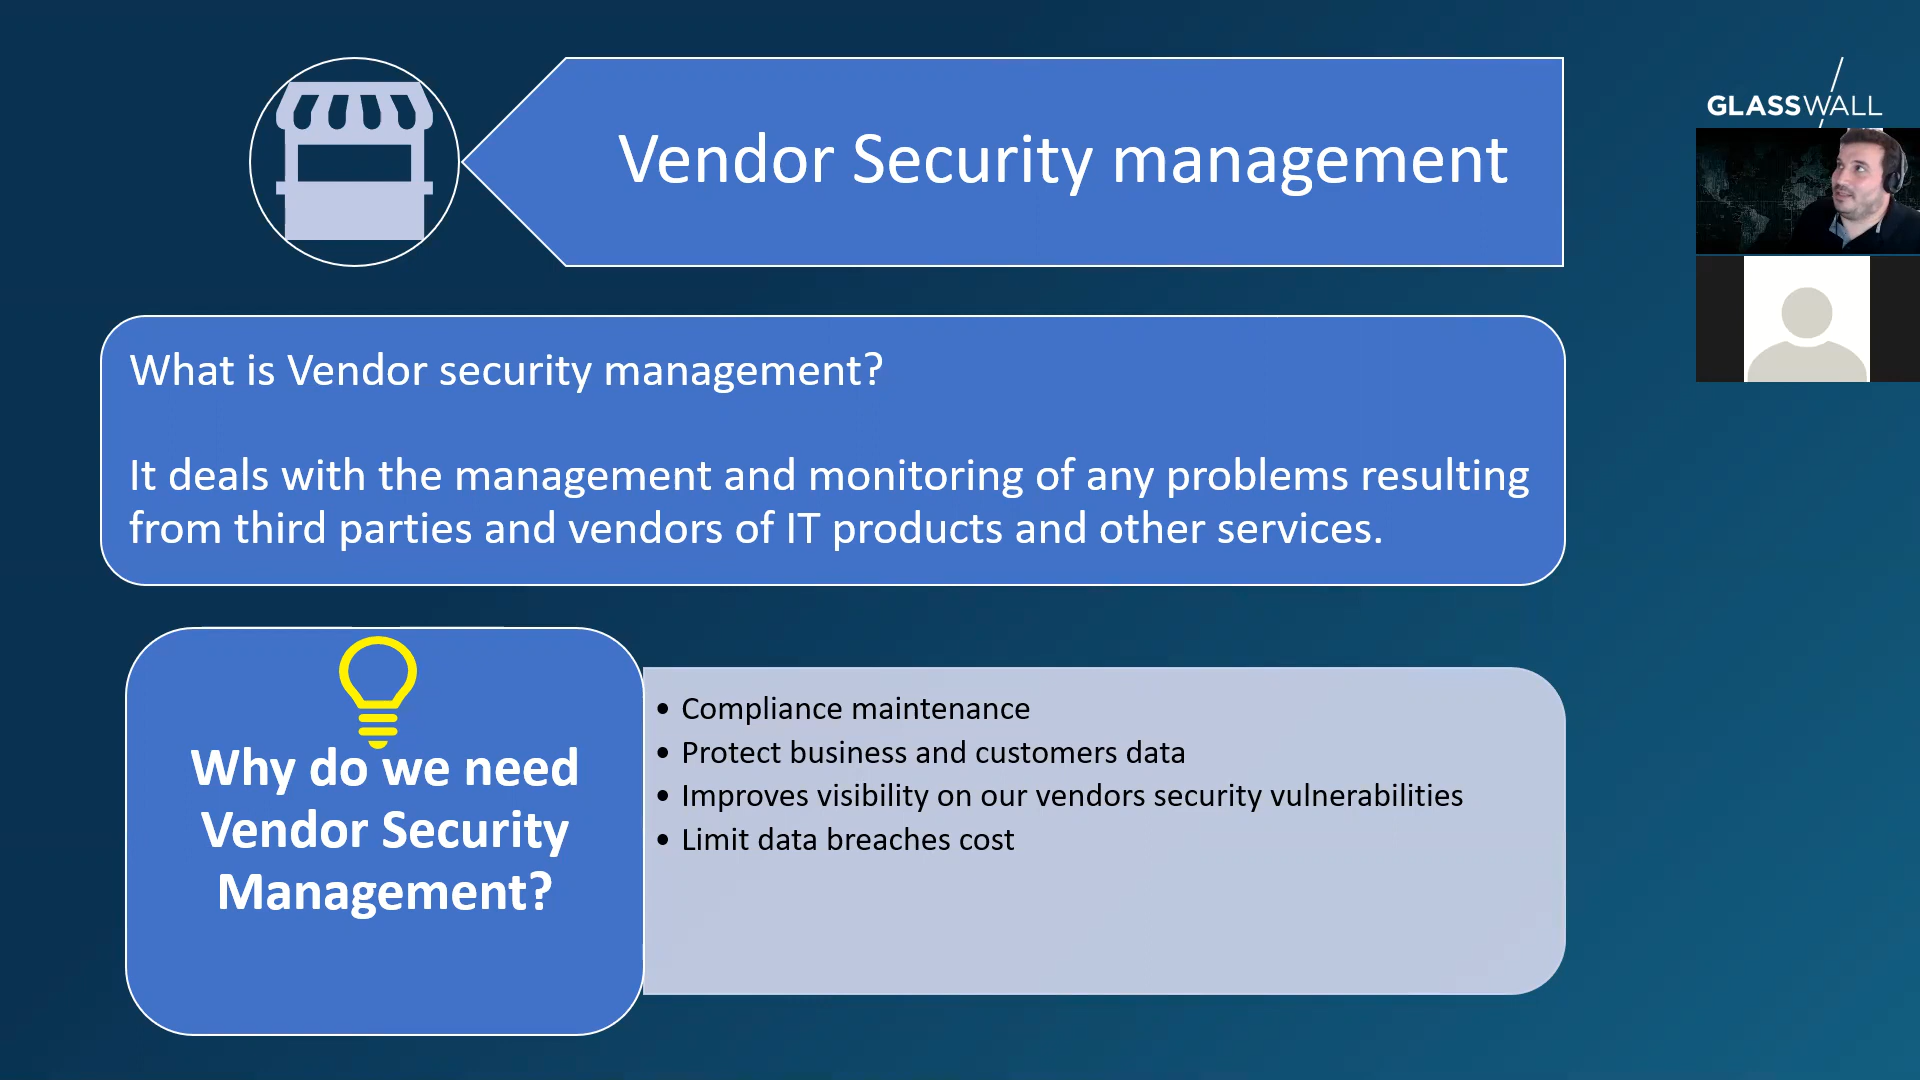 Vendor Security management
GLASSWALL
What is Vendor security management?
It deals with the management and monitoring of any problems resulting
from third parties and vendors of IT products and other services.
Why do we need
Vendor Security
Management?
• Compliance maintenance
• Protect business and customers data
• Improves visibility on our vendors security vulnerabilities
• Limit data breaches cost